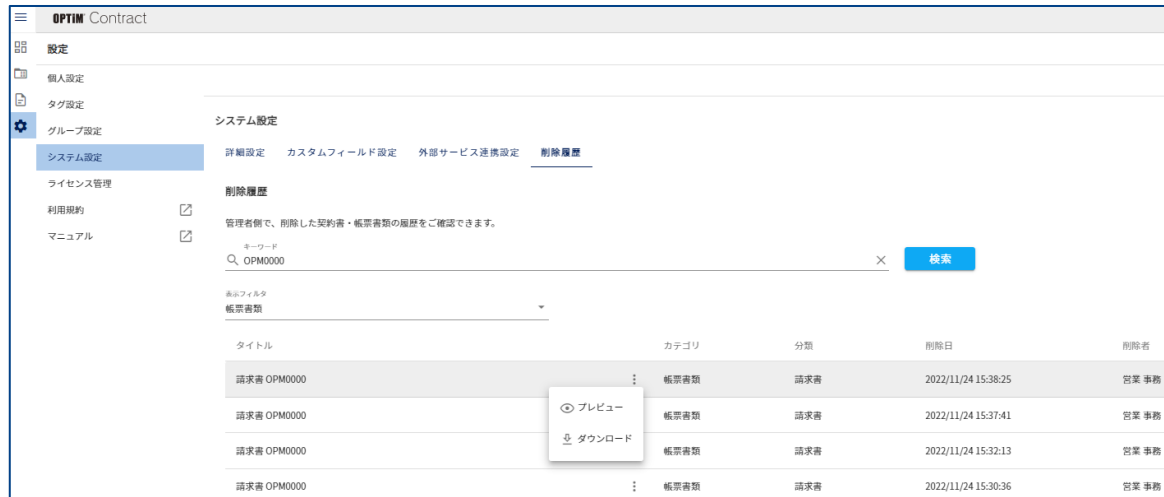 OPTiM Contract
設定
個人設定
タグ設定
グループ設定
システム設定
ライセンス管理
利用規約
マニュアル
システム設定
詳細設定 カスタムフィールド設定 外部サービス連携設定 削除履歴
削除履歴
管理者側で、削除した契約書・帳票書類の履歴をご確認できます。
キーワード
OPM0000
検索
表示フィルタ
帳票書類
タイトル カテゴリ 分類 削除日 削除者
請求書 OPM0000 帳票書類 請求書 2022/11/24 15:38:25 営業 事務
プレビュー
ダウンロード
請求書 OPM0000 帳票書類 請求書 2022/11/24 15:37:41 営業 事務
請求書 OPM0000 帳票書類 請求書 2022/11/24 15:32:13 営業 事務
請求書 OPM0000 帳票書類 請求書 2022/11/24 15:30:36 営業 事務